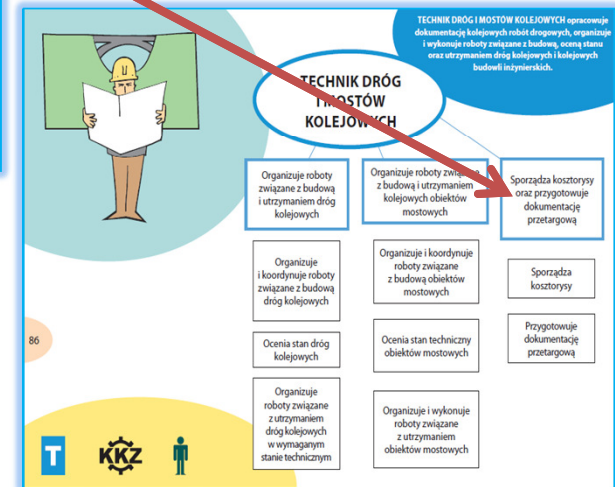 TECHNIK DRÓG I MOSTÓW KOLEJOWYCH opracowuje
dokumentację kolejowych robót drogowych, organizuje
i wykonuje roboty związane z budową, oceną stanu
oraz utrzymaniem dróg kolejowych i kolejowych
budowli inżynierskich.
TECHNIK DRÓG
I MOSTÓW
KOLEJOWYCH
Organizuje roboty
związane z budową
i utrzymaniem dróg
kolejowych
Organizuje i koordynuje roboty
związane z budową
dróg kolejowych
Ocenia stan dróg
kolejowych
Organizuje
roboty związane
z utrzymaniem
dróg kolejowych
w wymaganym
stanie technicznym
Organizuje roboty związane
z budową i utrzymaniem
kolejowych obiektów
mostowych
Organizuje i koordynuje
roboty związane
z budową obiektów
mostowych
Ocenia stan techniczny
obiektów mostowych
Organizuje i wykonuje
roboty związane
z utrzymaniem
obiektów mostowych
Sporządza kosztorysy
oraz przygotowuje
dokumentację
przetargową
Sporządza
kosztorysy
Przygotowuje
dokumentację
przetargową
86
T
KKZ